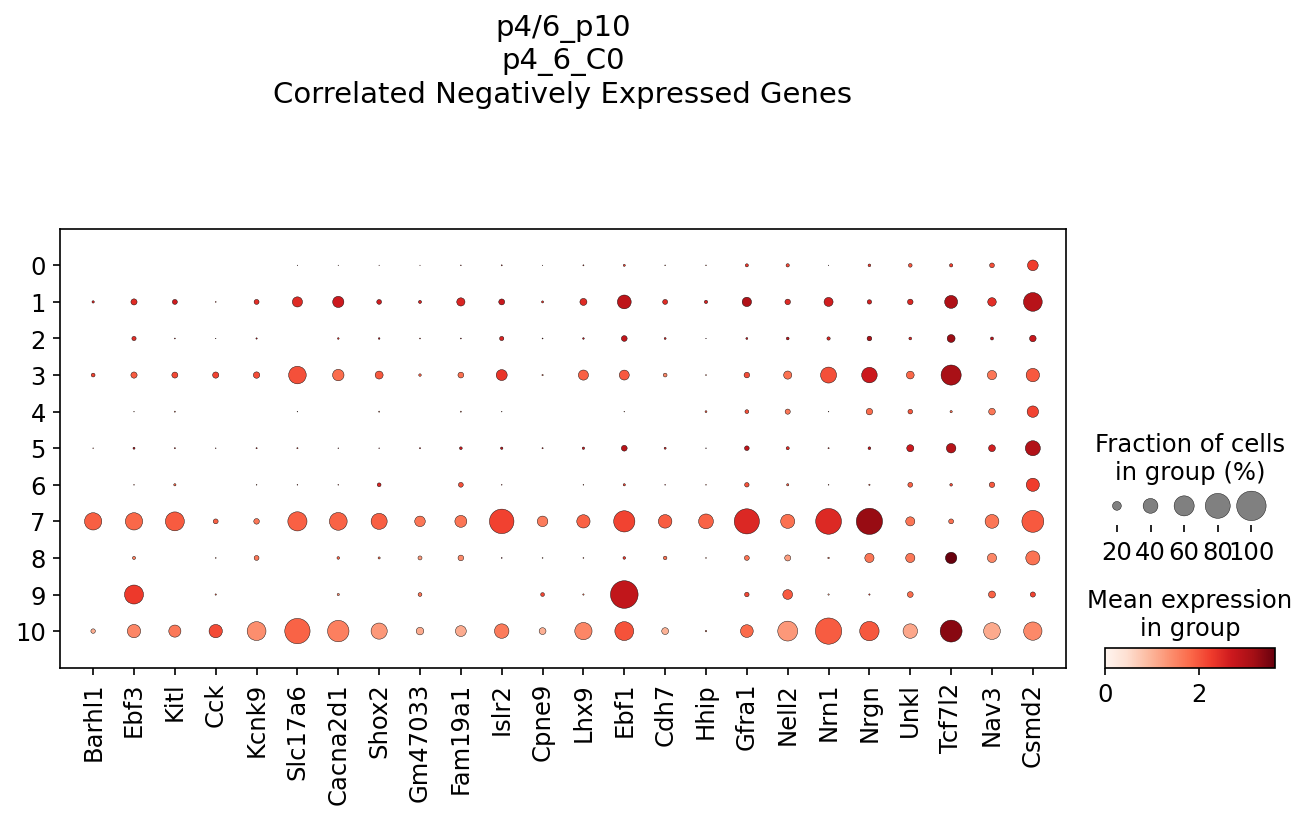 p4/6_p10
p4_6_C0
Correlated Negatively Expressed Genes
0
1
2
3
4
5
6
7
8
9
10
Barhl1
Ebf3
Kitl
Cck
Kcnk9
Slc17a6
Cacna2d1
Shox2
Gm47033
Fam19a1
Islr2
Cpne9
Lhx9
Ebf1
Cdh7
Hhip
Gfra1
Nell2
Nrn1
Nrgn
Unkl
Tcf7l2
Nav3
Csmd2
Fraction of cells
in group (%)
20 40 60 80 100
Mean expression
in group
0 2